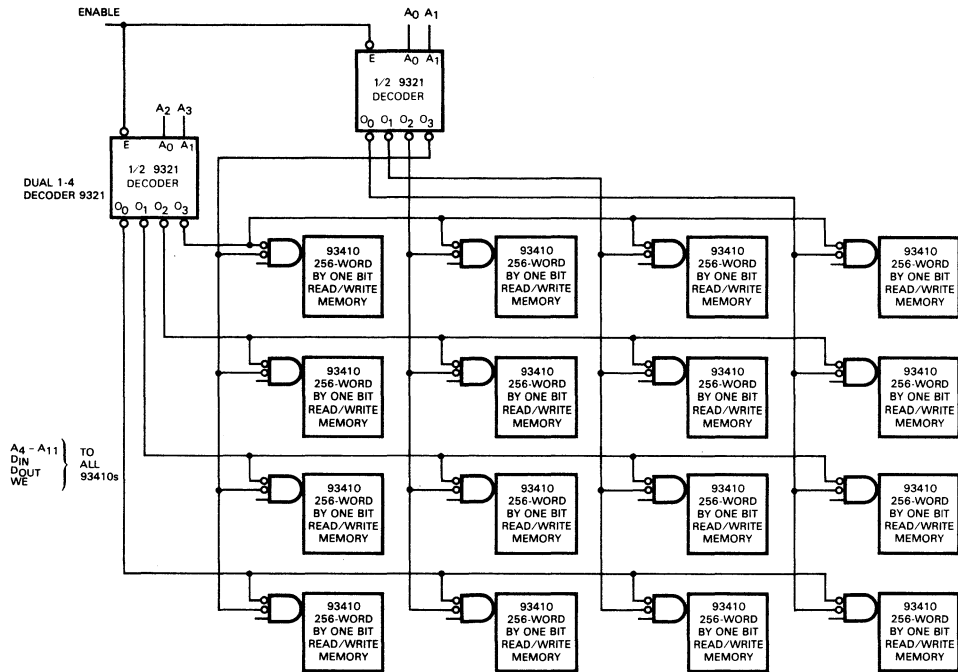 ENABLE
A0 A1
E A0 A1
1/2 9321
DECODER
O0 O1 O2 O3
A2 A3
E A0 A1
1/2 9321
DECODER
O0 O1 O2 O3
DUAL 1-4
DECODER 9321
93410
256-WORD
BY ONE BIT
READ/WRITE
MEMORY
93410
256-WORD
BY ONE BIT
READ/WRITE
MEMORY
93410
256-WORD
BY ONE BIT
READ/WRITE
MEMORY
93410
256-WORD
BY ONE BIT
READ/WRITE
MEMORY
93410
256-WORD
BY ONE BIT
READ/WRITE
MEMORY
93410
256-WORD
BY ONE BIT
READ/WRITE
MEMORY
93410
256-WORD
BY ONE BIT
READ/WRITE
MEMORY
93410
256-WORD
BY ONE BIT
READ/WRITE
MEMORY
A4 – A11
DIN
DOUT
WE
TO
ALL
93410s
93410
256-WORD
BY ONE BIT
READ/WRITE
MEMORY
93410
256-WORD
BY ONE BIT
READ/WRITE
MEMORY
93410
256-WORD
BY ONE BIT
READ/WRITE
MEMORY
93410
256-WORD
BY ONE BIT
READ/WRITE
MEMORY
93410
256-WORD
BY ONE BIT
READ/WRITE
MEMORY
93410
256-WORD
BY ONE BIT
READ/WRITE
MEMORY
93410
256-WORD
BY ONE BIT
READ/WRITE
MEMORY
93410
256-WORD
BY ONE BIT
READ/WRITE
MEMORY